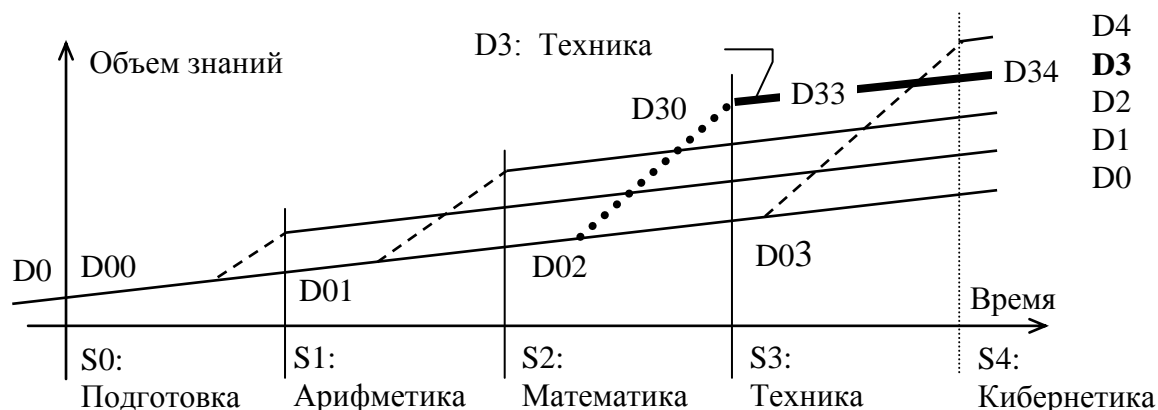 D4
D3: Техника
D3
Объем знаний
D34
D33
D2
D30
D1
D0
D0
D00
D02
D03
D01
Время
S0:
S1:
S2:
S3:
S4:
Подготовка
Арифметика
Математика
Техника
Кибернетика